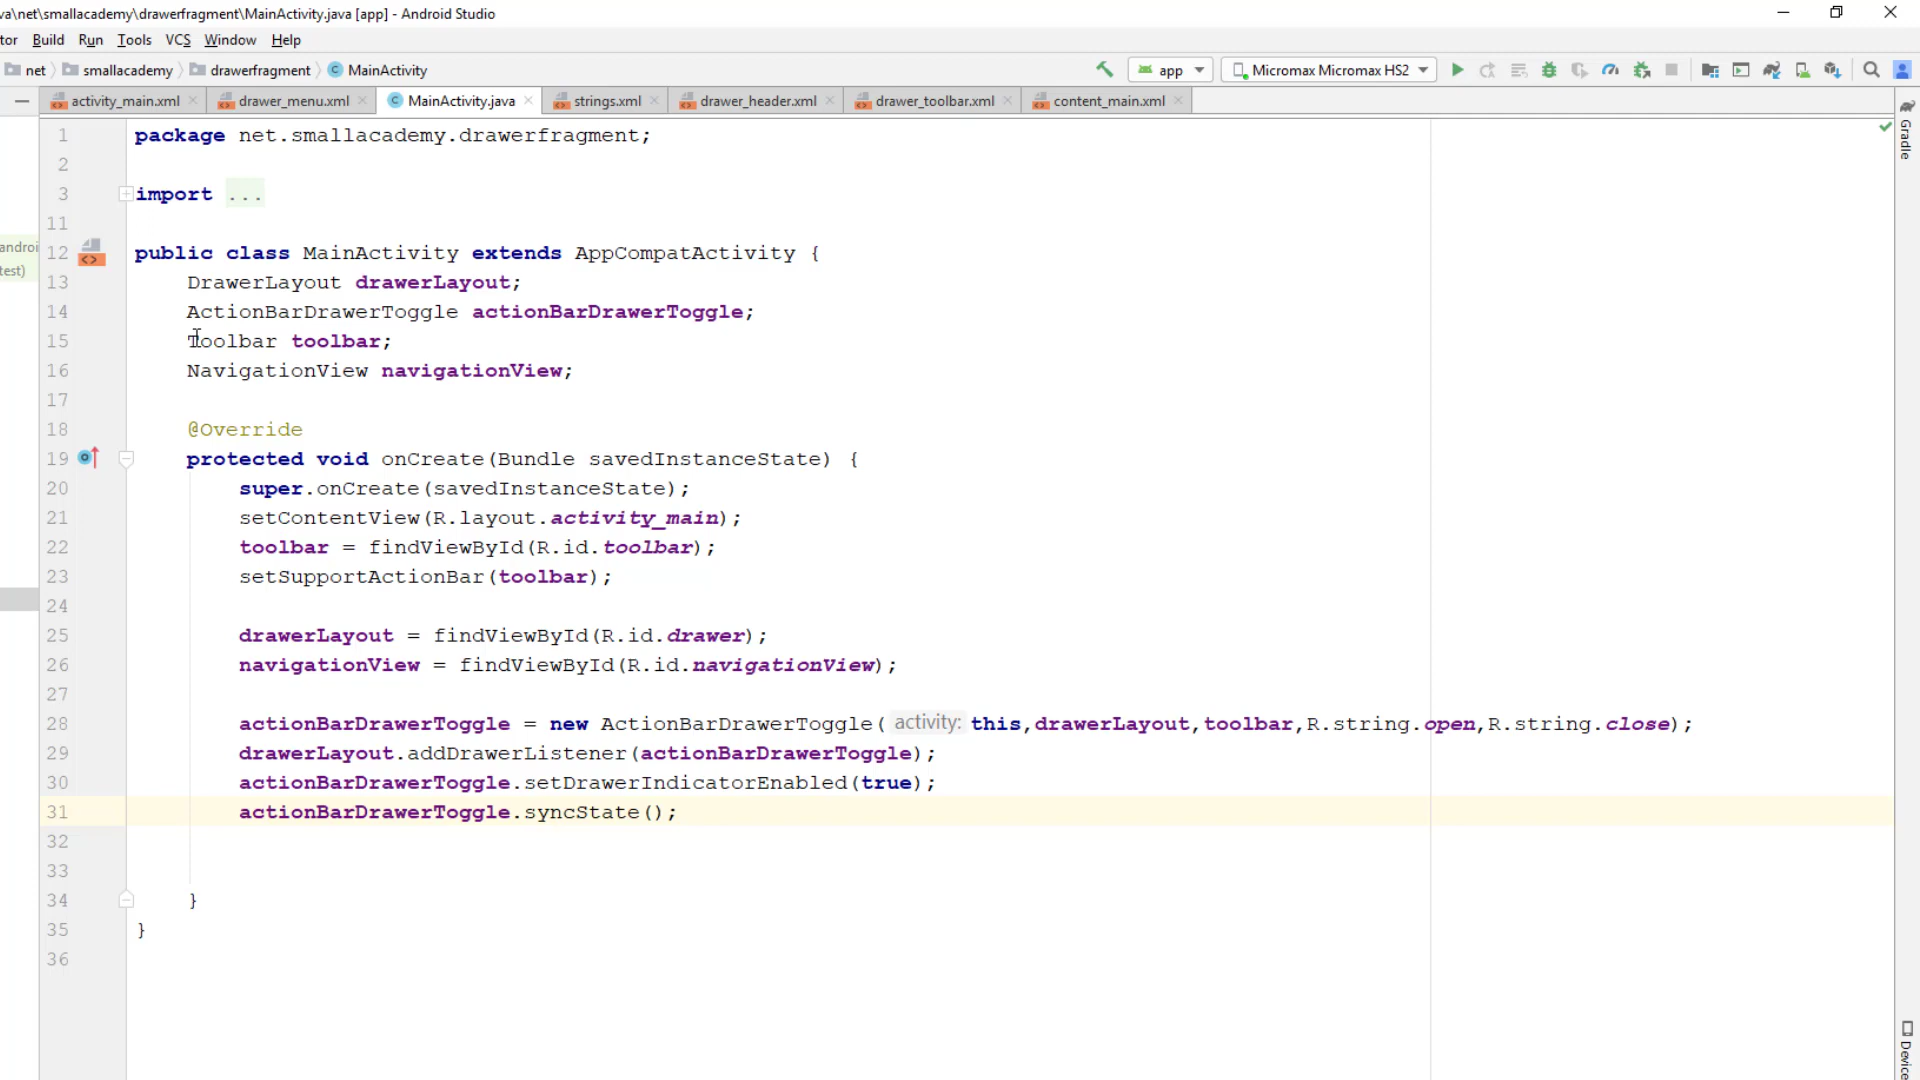 va\net\smallacademy\drawerfragment\MainActivity.java [app] - Android Studio
tor Build Run Tools VCS Window Help
net smallacademy drawerfragment MainActivity app Micromax Micromax HS2
activity_main.xml drawer_menu.xml MainActivity.java strings.xml drawer_header.xml drawer_toolbar.xml content_main.xml
Gradle
androi
test)
1 package net.smallacademy.drawerfragment;
2
3 import ...
11
12 public class MainActivity extends AppCompatActivity {
13 DrawerLayout drawerLayout;
14 ActionBarDrawerToggle actionBarDrawerToggle;
15 Toolbar toolbar;
16 NavigationView navigationView;
17
18 @Override
19 protected void onCreate(Bundle savedInstanceState) {
20 super.onCreate(savedInstanceState);
21 setContentView(R.layout.activity_main);
22 toolbar = findViewById(R.id.toolbar);
23 setSupportActionBar(toolbar);
24
25 drawerLayout = findViewById(R.id.drawer);
26 navigationView = findViewById(R.id.navigationView);
27
28 actionBarDrawerToggle = new ActionBarDrawerToggle( activity: this,drawerLayout,toolbar,R.string.open,R.string.close);
29 drawerLayout.addDrawerListener(actionBarDrawerToggle);
30 actionBarDrawerToggle.setDrawerIndicatorEnabled(true);
31 actionBarDrawerToggle.syncState();
32
33
34 }
35 }
36
Device